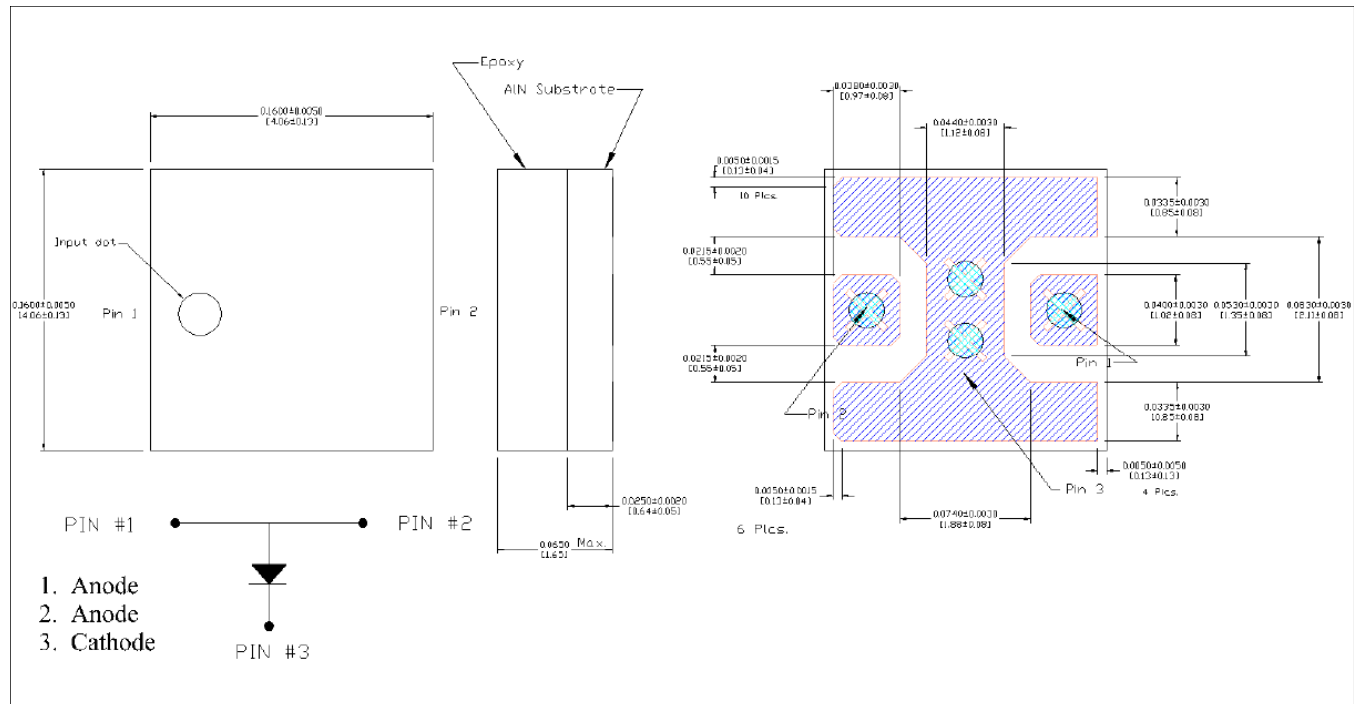 Epoxy
AlN Substrate
0.1600±0.0050
[4.06±0.13]
Input dot
0.1600±0.0050
[4.06±0.13]
Pin 1
Pin 2
0.0250±0.0020
[0.64±0.05]
0.0650 Max.
[1.65]
0.0380±0.0030
[0.97±0.08]
0.0440±0.0030
[1.12±0.08]
0.0050±0.0015
[0.13±0.04]
10 Plcs.
0.0335±0.0030
[0.85±0.08]
0.0215±0.0020
[0.55±0.05]
0.0400±0.0030
[1.02±0.08]
0.0530±0.0030
[1.35±0.08]
0.0830±0.0030
[2.11±0.08]
0.0215±0.0020
[0.55±0.05]
Pin 1
Pin 2
0.0335±0.0030
[0.85±0.08]
0.0050±0.0050
[0.13±0.13]
4 Plcs.
Pin 3
0.0050±0.0015
[0.13±0.04]
6 Plcs.
0.0740±0.0030
[1.88±0.08]
PIN #1
PIN #2
1. Anode
2. Anode
3. Cathode
PIN #3